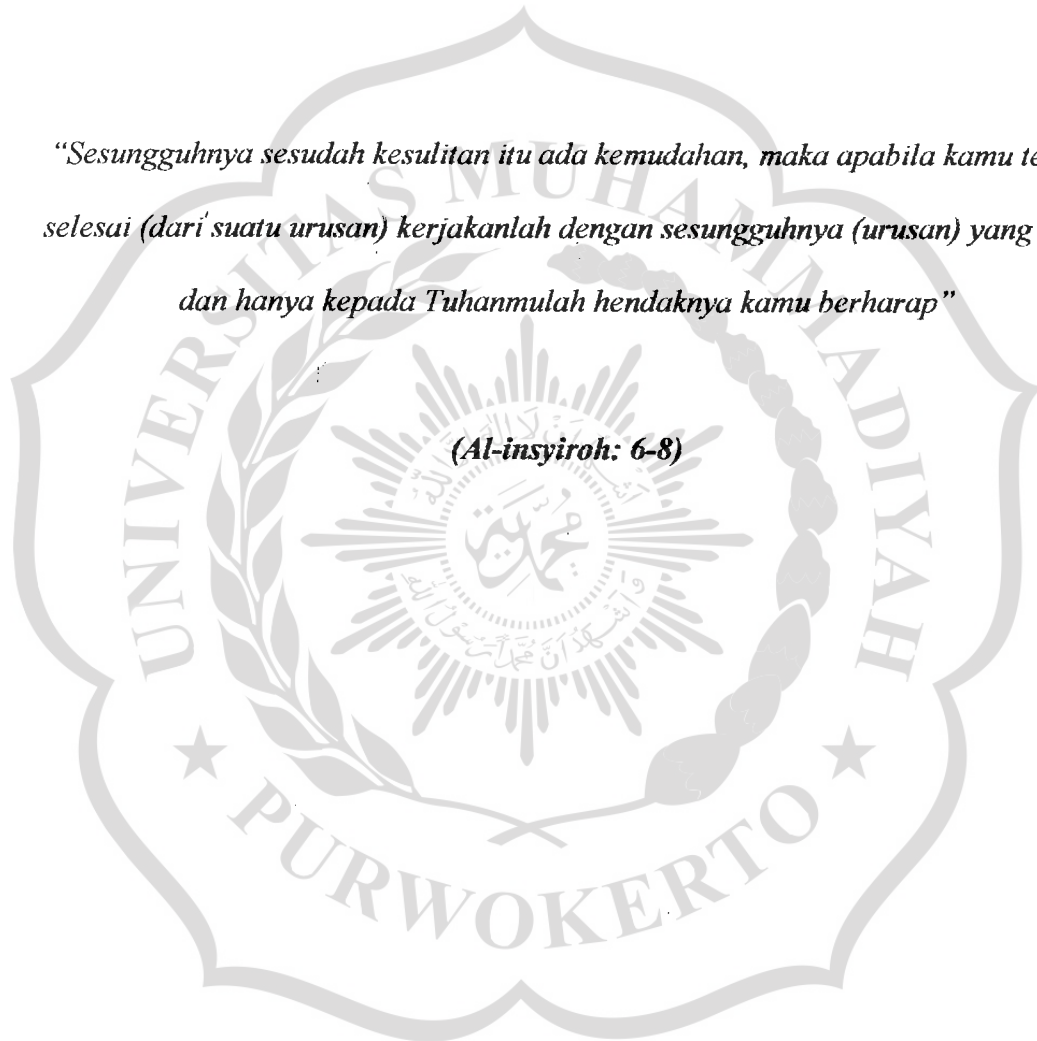 “Sesungguhnya sesudah kesulitan itu ada kemudahan, maka apabila kamu te
selesai (dari suatu urusan) kerjakanlah dengan sesungguhnya (urusan) yang
dan hanya kepada Tuhanmulah hendaknya kamu berharap”
(Al-insyiroh: 6-8)
UNIVERSITAS MUHAMMADIYAH
PURWOKERTO
محمدية